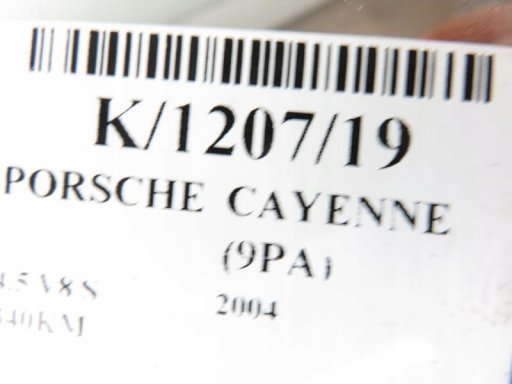 K/1207/19
PORSCHE CAYENNE
(9PA)
4.5 V8 S 2004
340KM